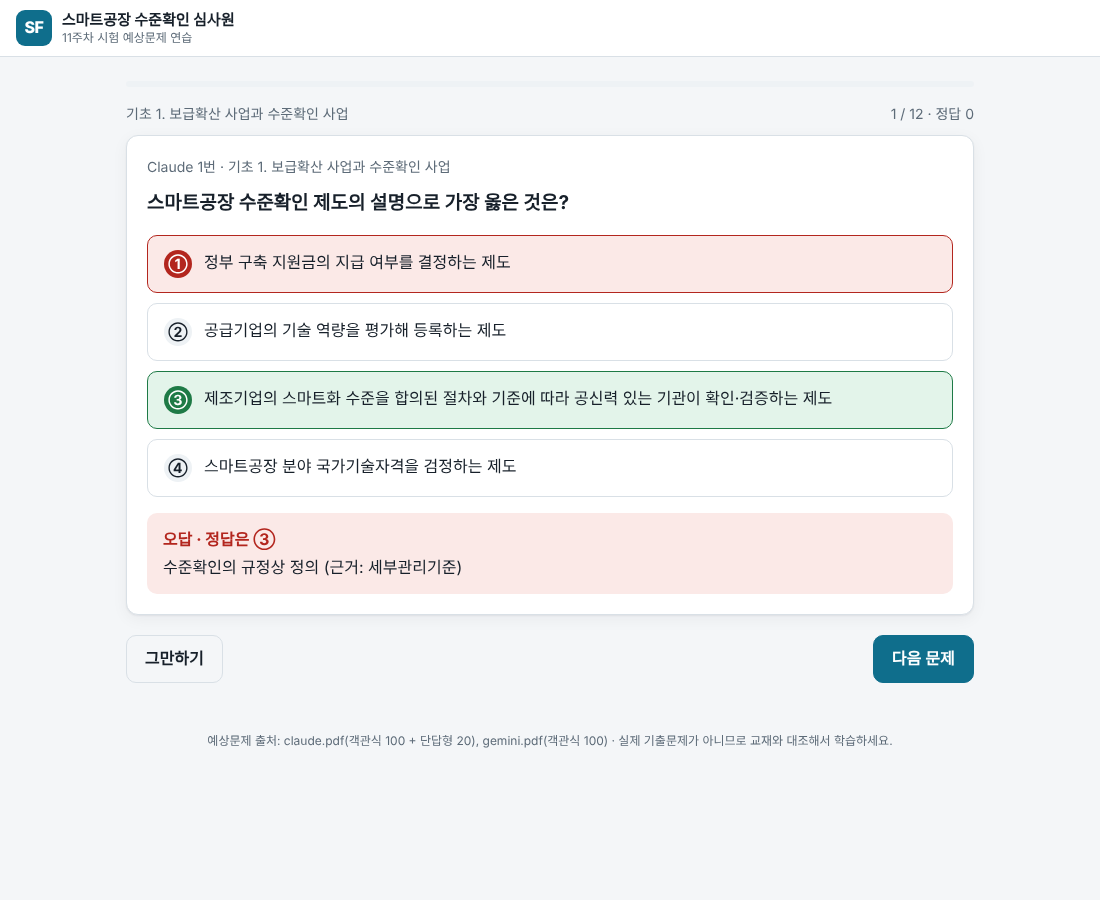 SF
스마트공장 수준확인 심사원
11주차 시험 예상문제 연습
기초 1. 보급확산 사업과 수준확인 사업
1 / 12 · 정답 0
Claude 1번 · 기초 1. 보급확산 사업과 수준확인 사업
스마트공장 수준확인 제도의 설명으로 가장 옳은 것은?
① 정부 구축 지원금의 지급 여부를 결정하는 제도
② 공급기업의 기술 역량을 평가해 등록하는 제도
③ 제조기업의 스마트화 수준을 합의된 절차와 기준에 따라 공신력 있는 기관이 확인·검증하는 제도
④ 스마트공장 분야 국가기술자격을 검정하는 제도
오답 · 정답은 ③
수준확인의 규정상 정의 (근거: 세부관리기준)
그만하기
다음 문제
예상문제 출처: claude.pdf(객관식 100 + 단답형 20), gemini.pdf(객관식 100) · 실제 기출문제가 아니므로 교재와 대조해서 학습하세요.